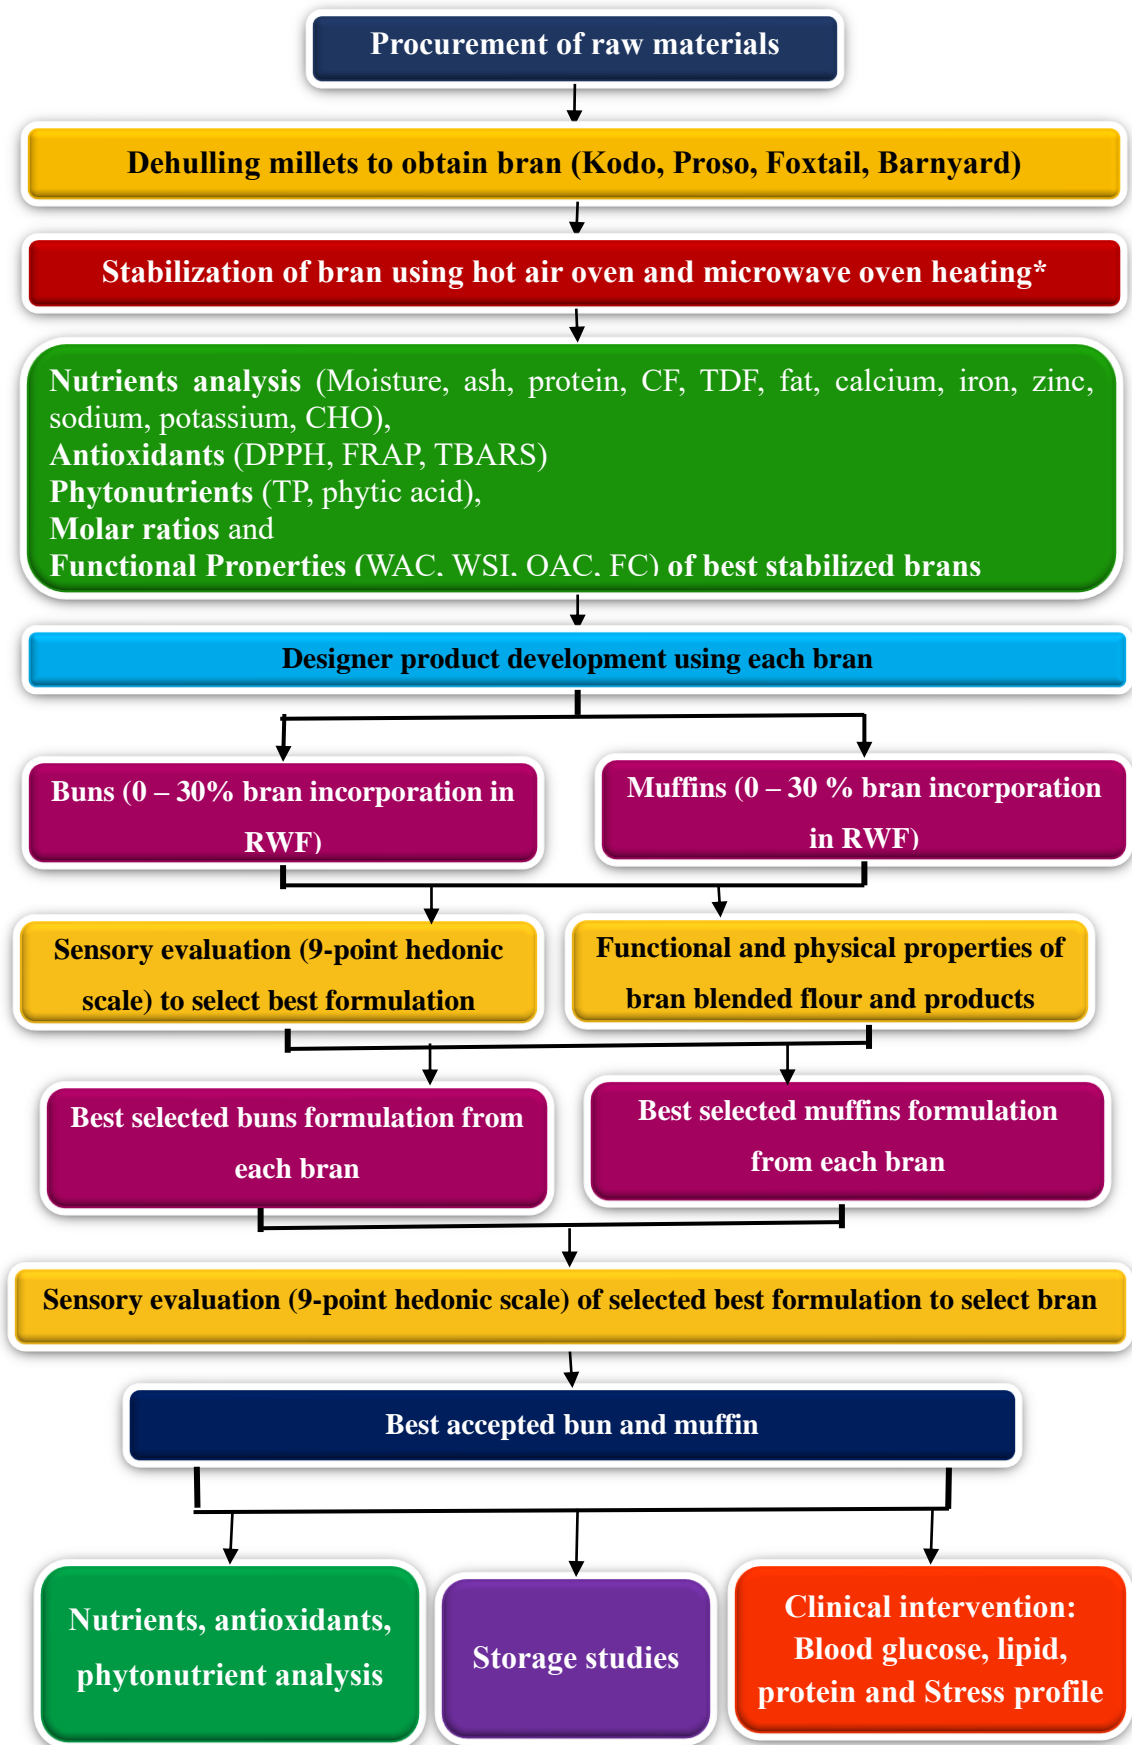 Procurement of raw materials
Dehulling millets to obtain bran (Kodo, Proso, Foxtail, Barnyard)
Stabilization of bran using hot air oven and microwave oven heating*
Nutrients analysis (Moisture, ash, protein, CF, TDF, fat, calcium, iron, zinc,
sodium, potassium, CHO),
Antioxidants (DPPH, FRAP, TBARS)
Phytonutrients (TP, phytic acid),
Molar ratios and
Functional Properties (WAC, WSI, OAC, FC) of best stabilized brans
Designer product development using each bran
Buns (0 – 30% bran incorporation in
RWF)
Muffins (0 – 30 % bran incorporation
in RWF)
Sensory evaluation (9-point hedonic
scale) to select best formulation
Functional and physical properties of
bran blended flour and products
Best selected buns formulation from
each bran
Best selected muffins formulation
from each bran
Sensory evaluation (9-point hedonic scale) of selected best formulation to select bran
Best accepted bun and muffin
Nutrients, antioxidants,
phytonutrient analysis
Storage studies
Clinical intervention:
Blood glucose, lipid,
protein and Stress profile